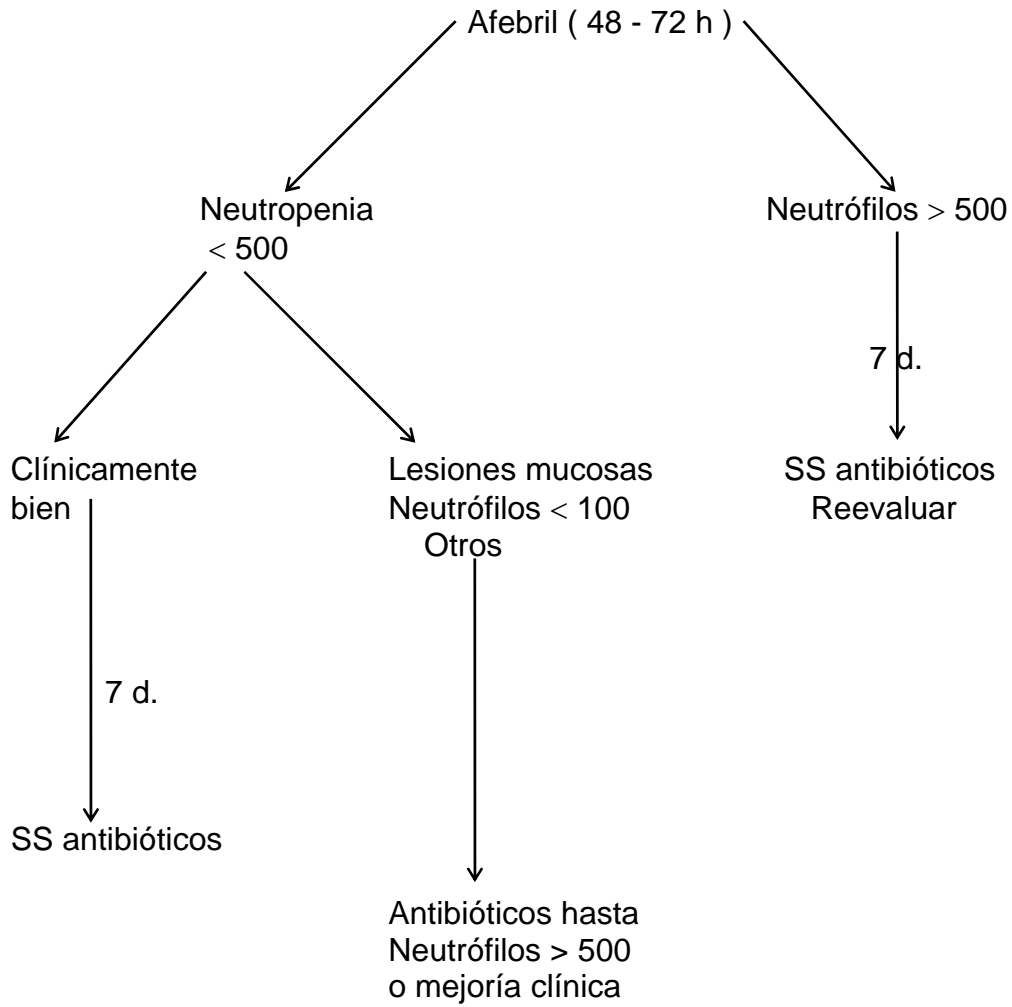 Afebril ( 48 - 72 h )
Neutropenia
< 500
Neutrófilos > 500
7 d.
Clínicamente
bien
Lesiones mucosas
Neutrófilos < 100
Otros
SS antibióticos
Reevaluar
7 d.
SS antibióticos
Antibióticos hasta
Neutrófilos > 500
o mejoría clínica